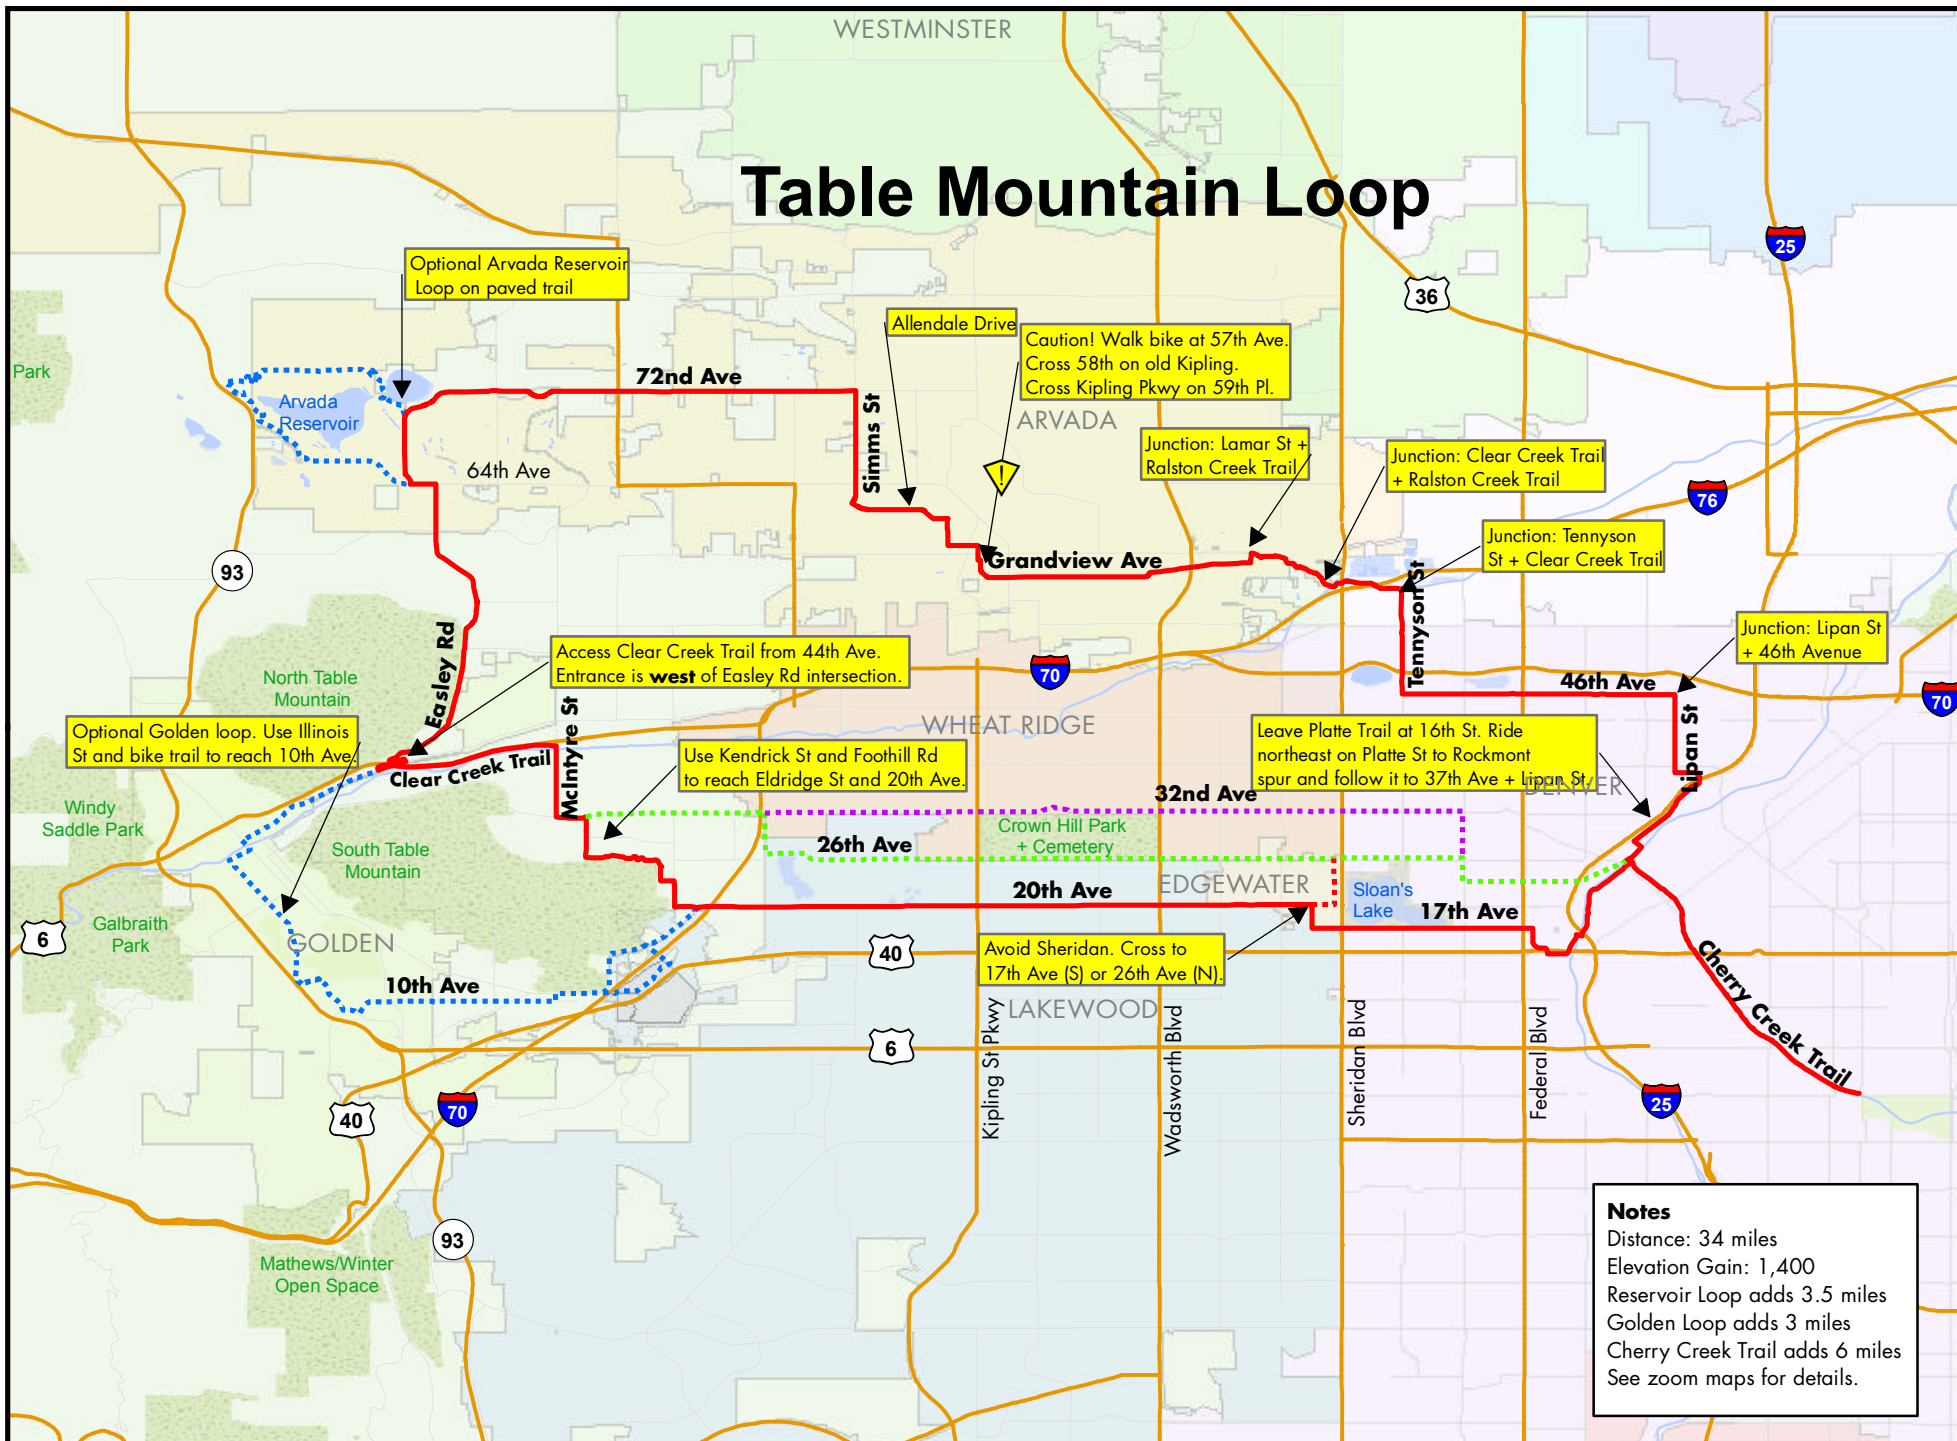 WESTMINSTER
Table Mountain Loop
25
Optional Arvada Reservoir
Loop on paved trail
36
Allendale Drive
Caution! Walk bike at 57th Ave.
Cross 58th on old Kipling.
Cross Kipling Pkwy on 59th Pl.
Park
72nd Ave
Arvada
Reservoir
Simms St
ARVADA
Junction: Lamar St +
Ralston Creek Trail
Junction: Clear Creek Trail
+ Ralston Creek Trail
64th Ave
!
76
93
Grandview Ave
Junction: Tennyson
St + Clear Creek Trail
Tennyson St
Easley Rd
Access Clear Creek Trail from 44th Ave.
Entrance is west of Easley Rd intersection.
Junction: Lipan St
+ 46th Avenue
North Table
Mountain
70
46th Ave
70
McIntyre St
Optional Golden loop. Use Illinois
St and bike trail to reach 10th Ave.
WHEAT RIDGE
Leave Platte Trail at 16th St. Ride
northeast on Platte St to Rockmont
spur and follow it to 37th Ave + Lipan St.
Lipan St
Clear Creek Trail
Use Kendrick St and Foothill Rd
to reach Eldridge St and 20th Ave.
DENVER
32nd Ave
Windy
Saddle Park
Crown Hill Park
+ Cemetery
26th Ave
South Table
Mountain
20th Ave
EDGEWATER
Sloan's
Lake
17th Ave
Galbraith
Park
6
GOLDEN
40
Avoid Sheridan. Cross to
17th Ave (S) or 26th Ave (N).
10th Ave
Cherry Creek Trail
LAKEWOOD
6
Kipling St Pkwy
Wadsworth Blvd
Sheridan Blvd
Federal Blvd
40
70
25
93
Mathews/Winter
Open Space
Notes
Distance: 34 miles
Elevation Gain: 1,400
Reservoir Loop adds 3.5 miles
Golden Loop adds 3 miles
Cherry Creek Trail adds 6 miles
See zoom maps for details.